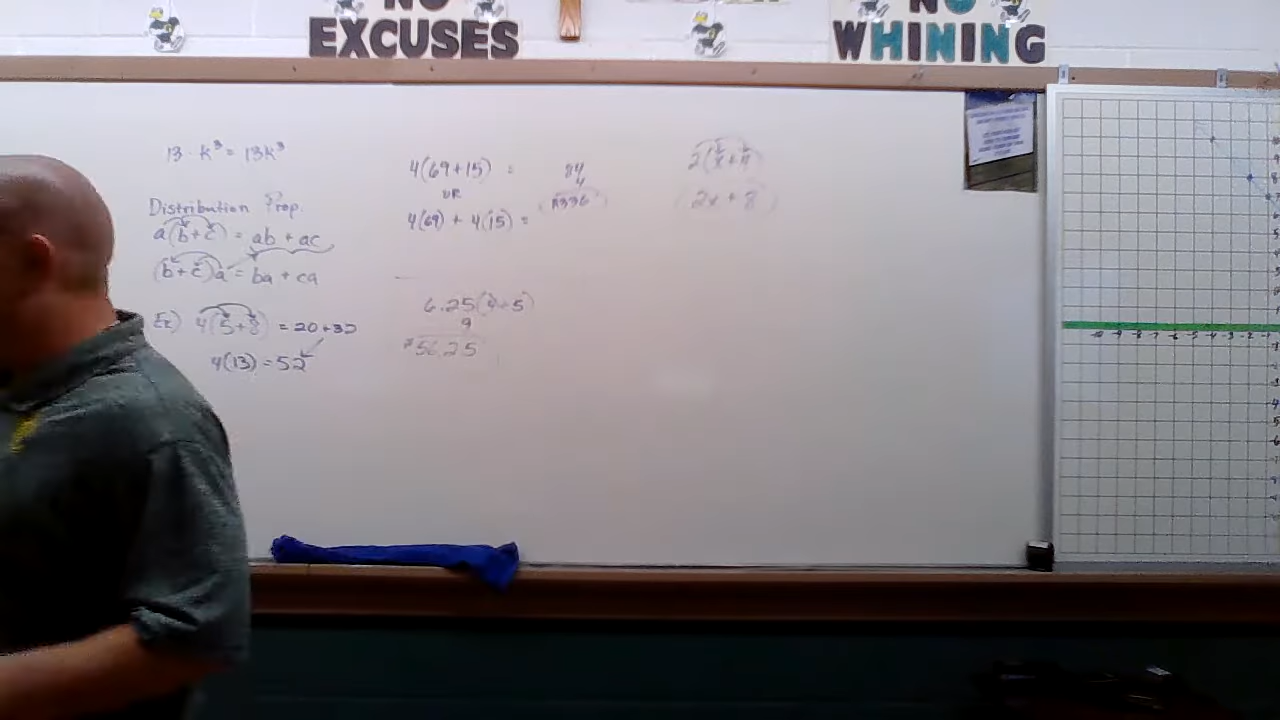 NO
EXCUSES
NO
WHINING
13 · k³ = 13k³
Distribution Prop.
a(b+c) = ab + ac
(b+c)a = ba + ca
Ex) 4(5+8) = 20+32
4(13) = 52
4(69+15) =
OR
4(69) + 4(15) =
84
4
$336
6.25(4+5)
9
$56.25
2(x+4)
2x + 8